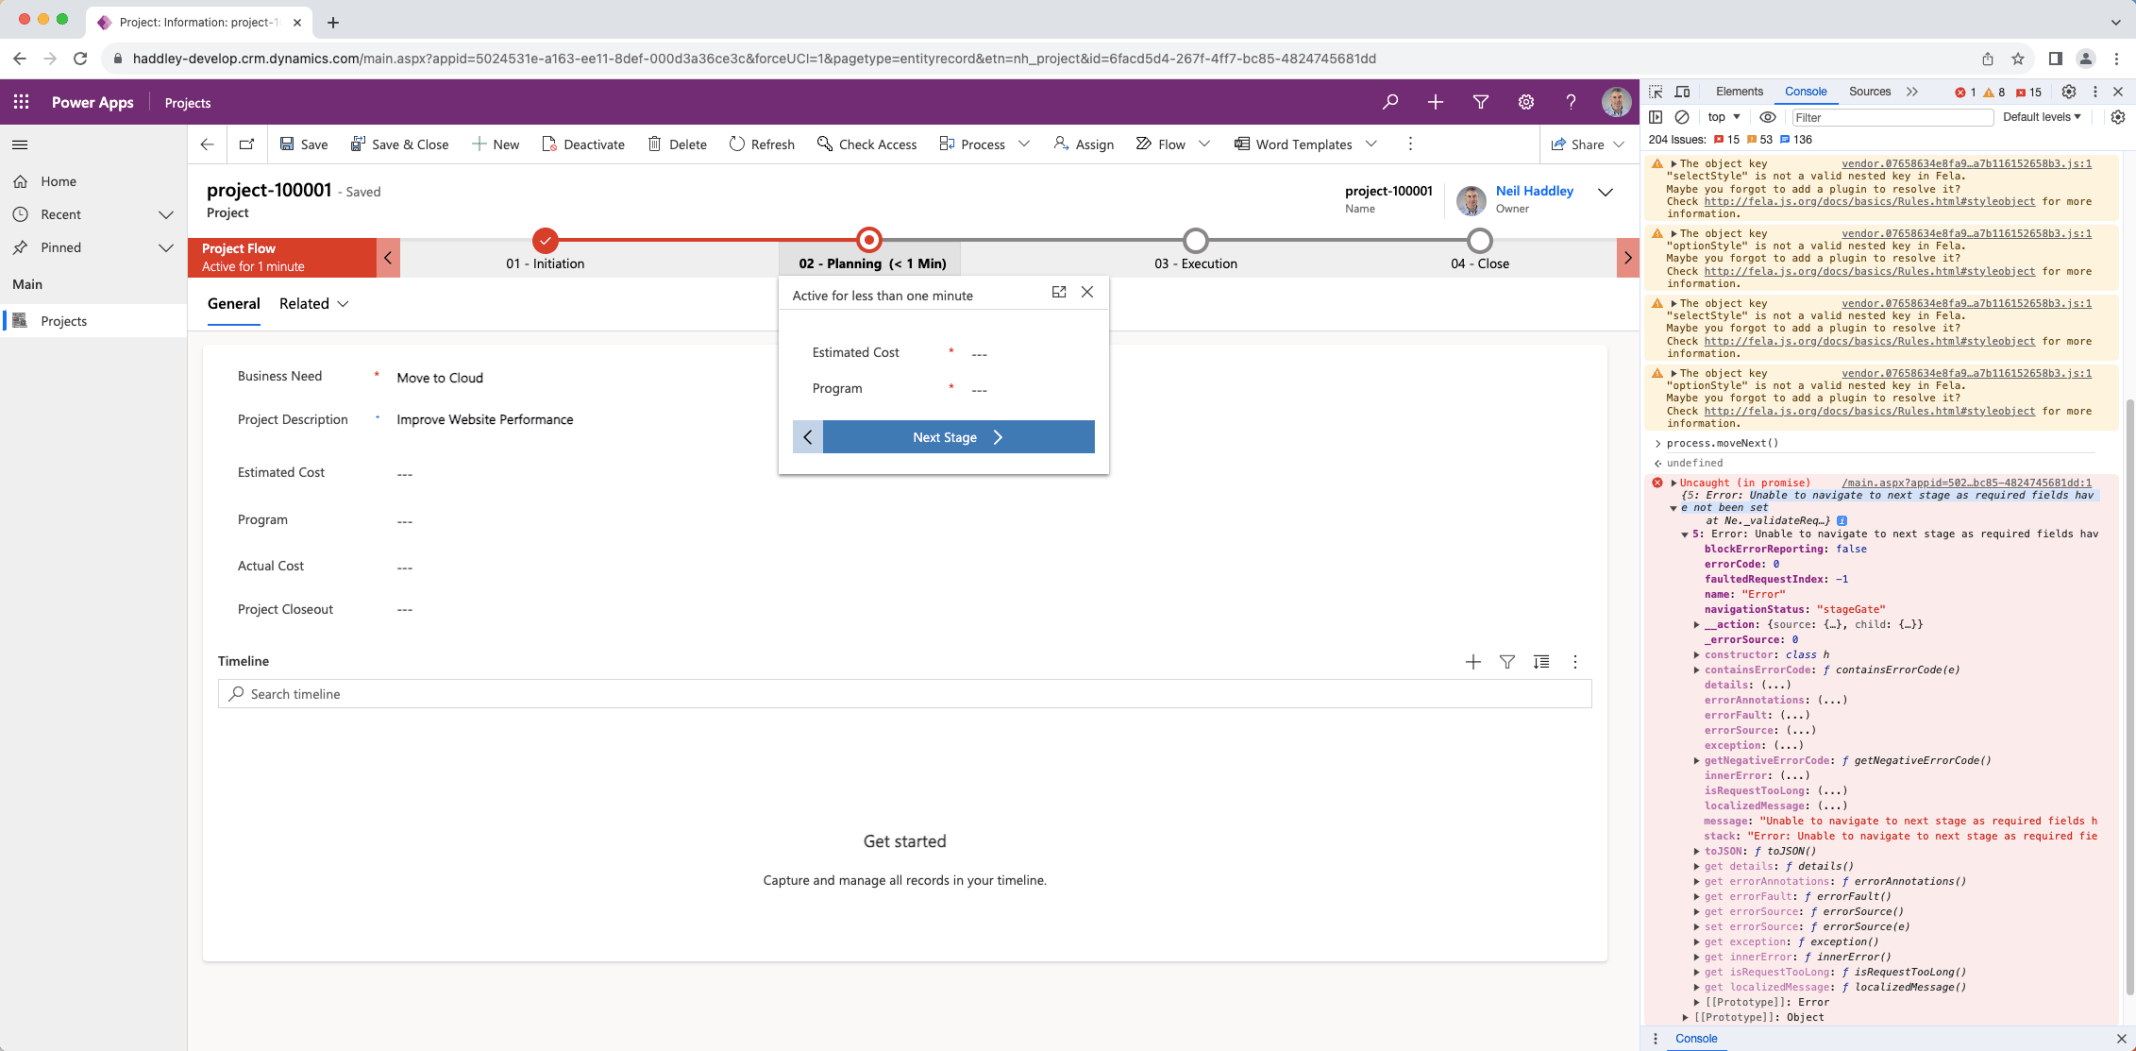 Project: Information: project-1
haddley-develop.crm.dynamics.com/main.aspx?appid=5024531e-a163-ee11-8def-000d3a36ce3c&forceUCI=1&pagetype=entityrecord&etn=nh_project&id=6facd5d4-267f-4ff7-bc85-4824745681dd
Power Apps
Projects
Save
Save & Close
New
Deactivate
Delete
Refresh
Check Access
Process
Assign
Flow
Word Templates
Share
Home
Recent
Pinned
Main
Projects
project-100001 - Saved
Project
project-100001
Name
Neil Haddley
Owner
Project Flow
Active for 1 minute
01 - Initiation
02 - Planning (< 1 Min)
03 - Execution
04 - Close
General
Related
Active for less than one minute
Estimated Cost * ---
Program * ---
Next Stage
Business Need * Move to Cloud
Project Description * Improve Website Performance
Estimated Cost ---
Program ---
Actual Cost ---
Project Closeout ---
Timeline
Search timeline
Get started
Capture and manage all records in your timeline.
Elements
Console
Sources
1
8
15
top
Filter
Default levels
204 Issues: 15 53 136
The object key vendor.07658634e8fa9…a7b116152658b3.js:1
"selectStyle" is not a valid nested key in Fela.
Maybe you forgot to add a plugin to resolve it?
Check http://fela.js.org/docs/basics/Rules.html#styleobject for more
information.
The object key vendor.07658634e8fa9…a7b116152658b3.js:1
"optionStyle" is not a valid nested key in Fela.
Maybe you forgot to add a plugin to resolve it?
Check http://fela.js.org/docs/basics/Rules.html#styleobject for more
information.
The object key vendor.07658634e8fa9…a7b116152658b3.js:1
"selectStyle" is not a valid nested key in Fela.
Maybe you forgot to add a plugin to resolve it?
Check http://fela.js.org/docs/basics/Rules.html#styleobject for more
information.
The object key vendor.07658634e8fa9…a7b116152658b3.js:1
"optionStyle" is not a valid nested key in Fela.
Maybe you forgot to add a plugin to resolve it?
Check http://fela.js.org/docs/basics/Rules.html#styleobject for more
information.
process.moveNext()
undefined
Uncaught (in promise) /main.aspx?appid=502…bc85-4824745681dd:1
{5: Error: Unable to navigate to next stage as required fields hav
e not been set
at Ne._validateReq…}
5: Error: Unable to navigate to next stage as required fields hav
blockErrorReporting: false
errorCode: 0
faultedRequestIndex: -1
name: "Error"
navigationStatus: "stageGate"
__action: {source: {…}, child: {…}}
_errorSource: 0
constructor: class h
containsErrorCode: ƒ containsErrorCode(e)
details: (...)
errorAnnotations: (...)
errorFault: (...)
errorSource: (...)
exception: (...)
getNegativeErrorCode: ƒ getNegativeErrorCode()
innerError: (...)
isRequestTooLong: (...)
localizedMessage: (...)
message: "Unable to navigate to next stage as required fields h
stack: "Error: Unable to navigate to next stage as required fie
toJSON: ƒ toJSON()
get details: ƒ details()
get errorAnnotations: ƒ errorAnnotations()
get errorFault: ƒ errorFault()
get errorSource: ƒ errorSource()
set errorSource: ƒ errorSource(e)
get exception: ƒ exception()
get innerError: ƒ innerError()
get isRequestTooLong: ƒ isRequestTooLong()
get localizedMessage: ƒ localizedMessage()
[[Prototype]]: Error
[[Prototype]]: Object
Console